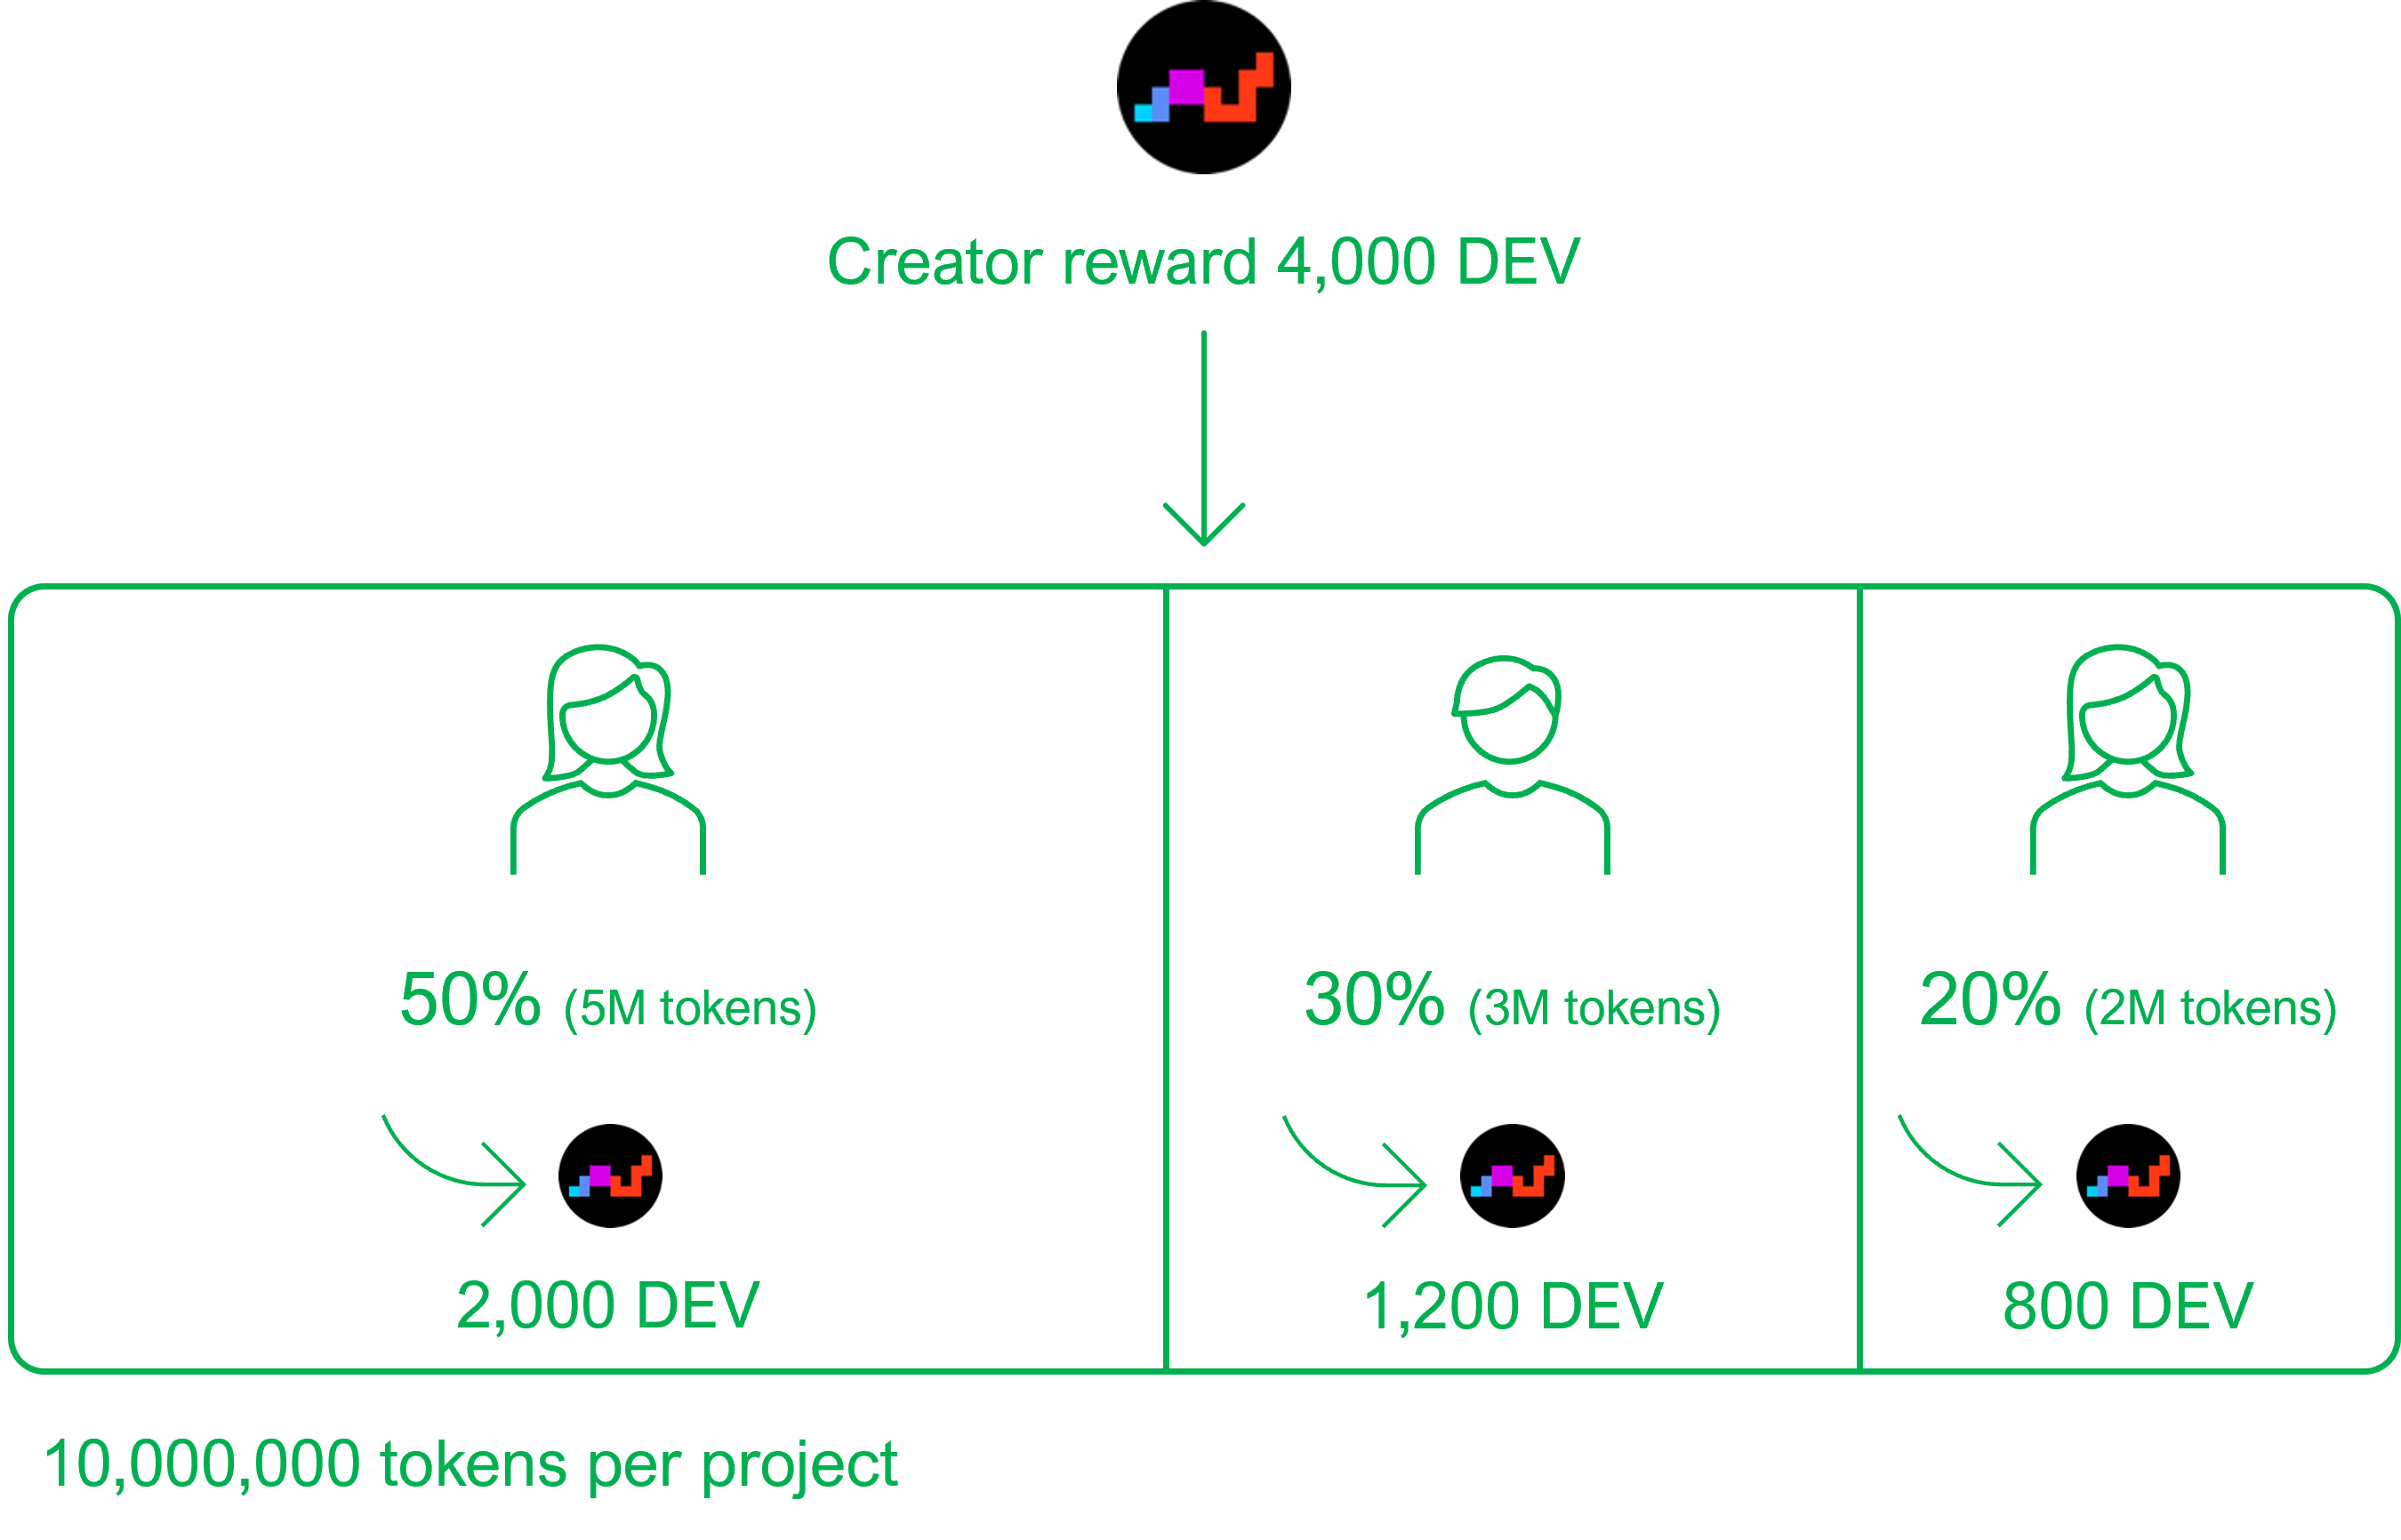 Creator reward 4,000 DEV
50% (5M tokens)
30% (3M tokens)
20% (2M tokens)
2,000 DEV
1,200 DEV
800 DEV
10,000,000 tokens per project